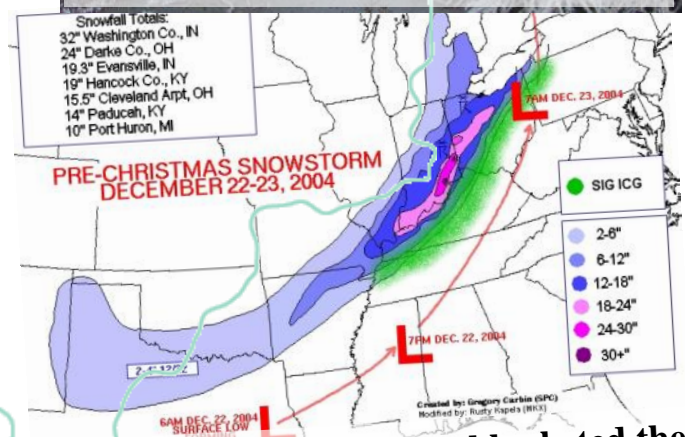 Snowfall Totals:
32" Washington Co., IN
24" Darke Co., OH
19.3" Evansville, IN
19" Hancock Co., KY
15.5" Cleveland Arpt, OH
14" Paducah, KY
10" Port Huron, MI
PRE-CHRISTMAS SNOWSTORM
DECEMBER 22-23, 2004
7AM DEC. 23, 2004
SIG ICG
2-6"
6-12"
12-18"
18-24"
24-30"
30+"
7PM DEC. 22, 2004
6AM DEC. 22, 2004
SURFACE LOW
Created by: Gregory Carbin (SPC)
Modified by: Rusty Kapela (MKX)